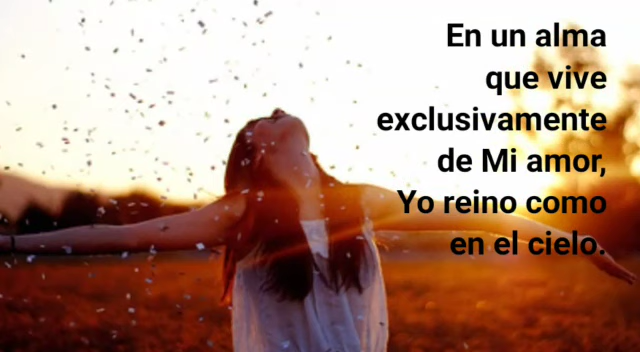 En un alma
que vive
exclusivamente
de Mi amor,
Yo reino como
en el cielo.